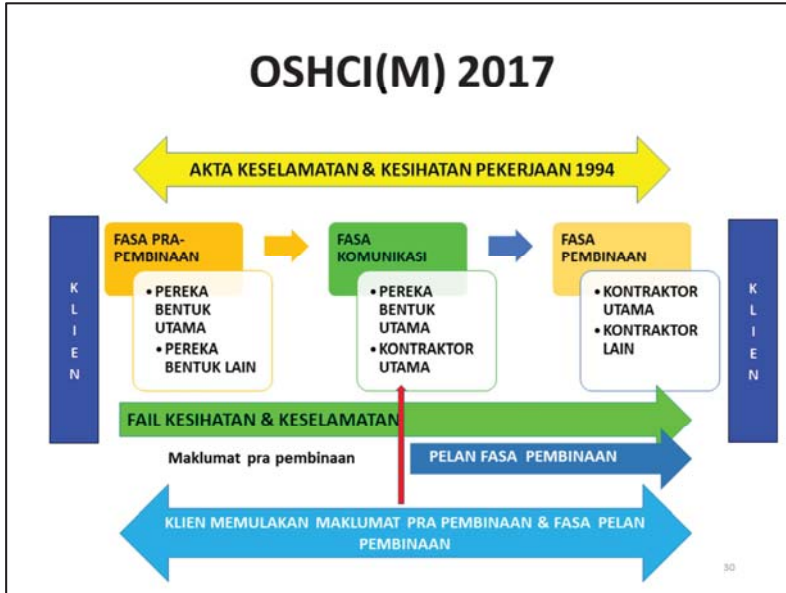 OSHCI(M) 2017
AKTA KESELAMATAN & KESIHATAN PEKERJAAN 1994
KLIEN
FASA PRA-
PEMBINAAN
• PEREKA
BENTUK
UTAMA
• PEREKA
BENTUK LAIN
FASA
KOMUNIKASI
• PEREKA
BENTUK
UTAMA
• KONTRAKTOR
UTAMA
FASA
PEMBINAAN
• KONTRAKTOR
UTAMA
• KONTRAKTOR
LAIN
KLIEN
FAIL KESIHATAN & KESELAMATAN
Maklumat pra pembinaan
PELAN FASA PEMBINAAN
KLIEN MEMULAKAN MAKLUMAT PRA PEMBINAAN & FASA PELAN
PEMBINAAN
30